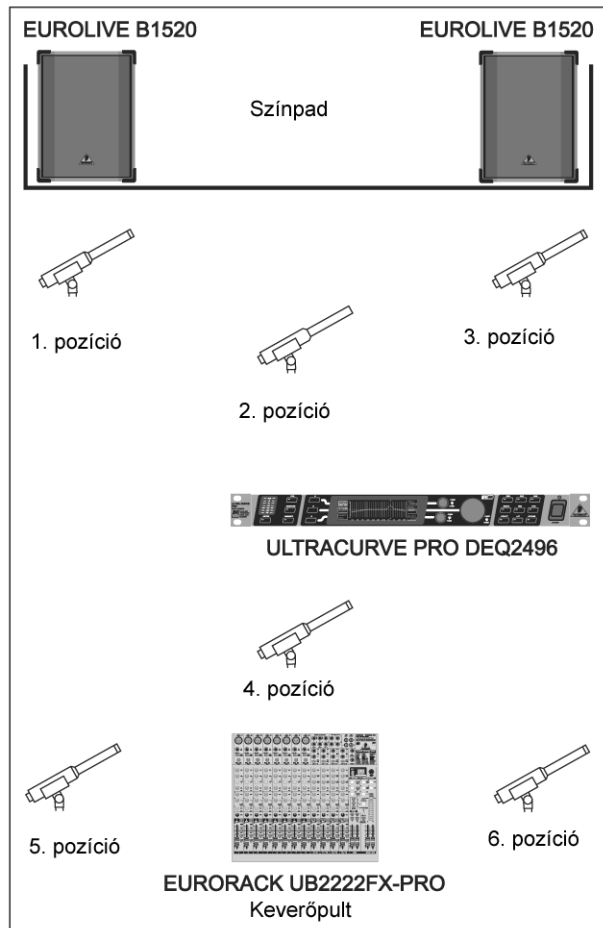 EUROLIVE B1520
EUROLIVE B1520
Színpad
1. pozíció
3. pozíció
2. pozíció
ULTRACURVE PRO DEQ2496
4. pozíció
5. pozíció
6. pozíció
EURORACK UB2222FX-PRO
Keverőpult